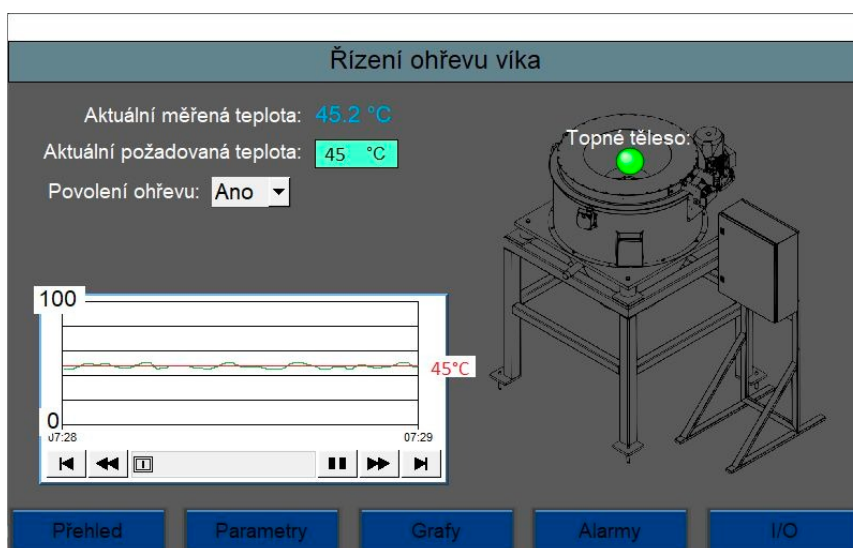 Řízení ohřevu víka
Aktuální měřená teplota: 45.2 °C
Topné těleso:
Aktuální požadovaná teplota: 45 °C
Povolení ohřevu: Ano
100
45°C
0
07:28 07:29
Přehled Parametry Grafy Alarmy I/O